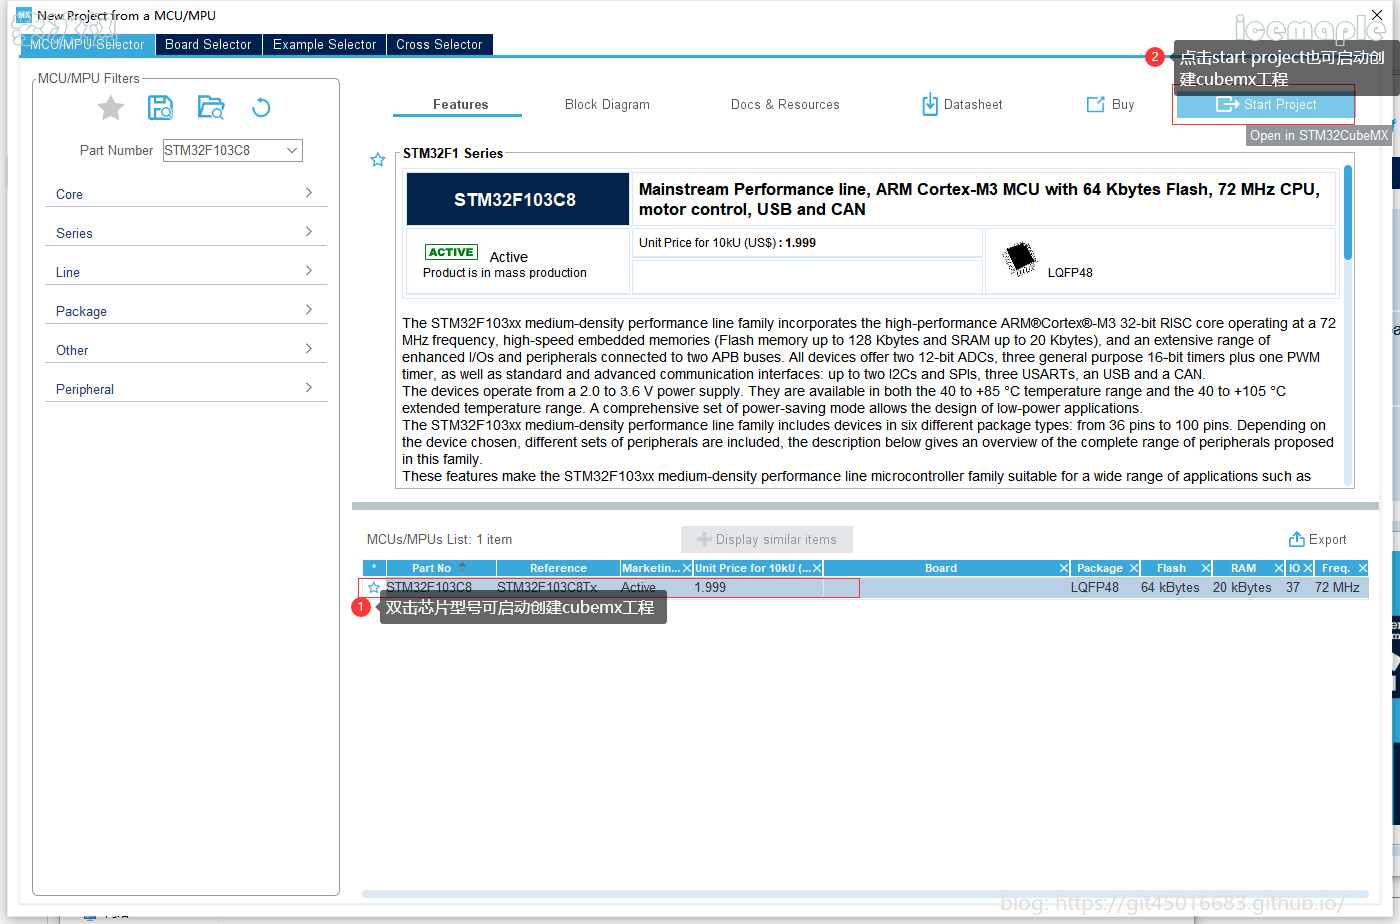 New Project from a MCU/MPU
icemaple
MCU/MPU Selector
Board Selector
Example Selector
Cross Selector
2
点击start project也可启动创
建cubemx工程
MCU/MPU Filters
Features
Block Diagram
Docs & Resources
Datasheet
Buy
Start Project
Open in STM32CubeMX
Part Number
STM32F103C8
Core
Series
Line
Package
Other
Peripheral
STM32F1 Series
STM32F103C8
Mainstream Performance line, ARM Cortex-M3 MCU with 64 Kbytes Flash, 72 MHz CPU,
motor control, USB and CAN
ACTIVE
Active
Product is in mass production
Unit Price for 10kU (US$) : 1.999
LQFP48
The STM32F103xx medium-density performance line family incorporates the high-performance ARM®Cortex®-M3 32-bit RISC core operating at a 72
MHz frequency, high-speed embedded memories (Flash memory up to 128 Kbytes and SRAM up to 20 Kbytes), and an extensive range of
enhanced I/Os and peripherals connected to two APB buses. All devices offer two 12-bit ADCs, three general purpose 16-bit timers plus one PWM
timer, as well as standard and advanced communication interfaces: up to two I2Cs and SPIs, three USARTs, an USB and a CAN.
The devices operate from a 2.0 to 3.6 V power supply. They are available in both the 40 to +85 °C temperature range and the 40 to +105 °C
extended temperature range. A comprehensive set of power-saving mode allows the design of low-power applications.
The STM32F103xx medium-density performance line family includes devices in six different package types: from 36 pins to 100 pins. Depending on
the device chosen, different sets of peripherals are included, the description below gives an overview of the complete range of peripherals proposed
in this family.
These features make the STM32F103xx medium-density performance line microcontroller family suitable for a wide range of applications such as
MCUs/MPUs List: 1 item
Display similar items
Export
* Part No Reference Marketin... Unit Price for 10kU (... Board Package Flash RAM IO Freq.
STM32F103C8 STM32F103C8Tx Active 1.999 LQFP48 64 kBytes 20 kBytes 37 72 MHz
1
双击芯片型号可启动创建cubemx工程
blog: https://git45016683.github.io/